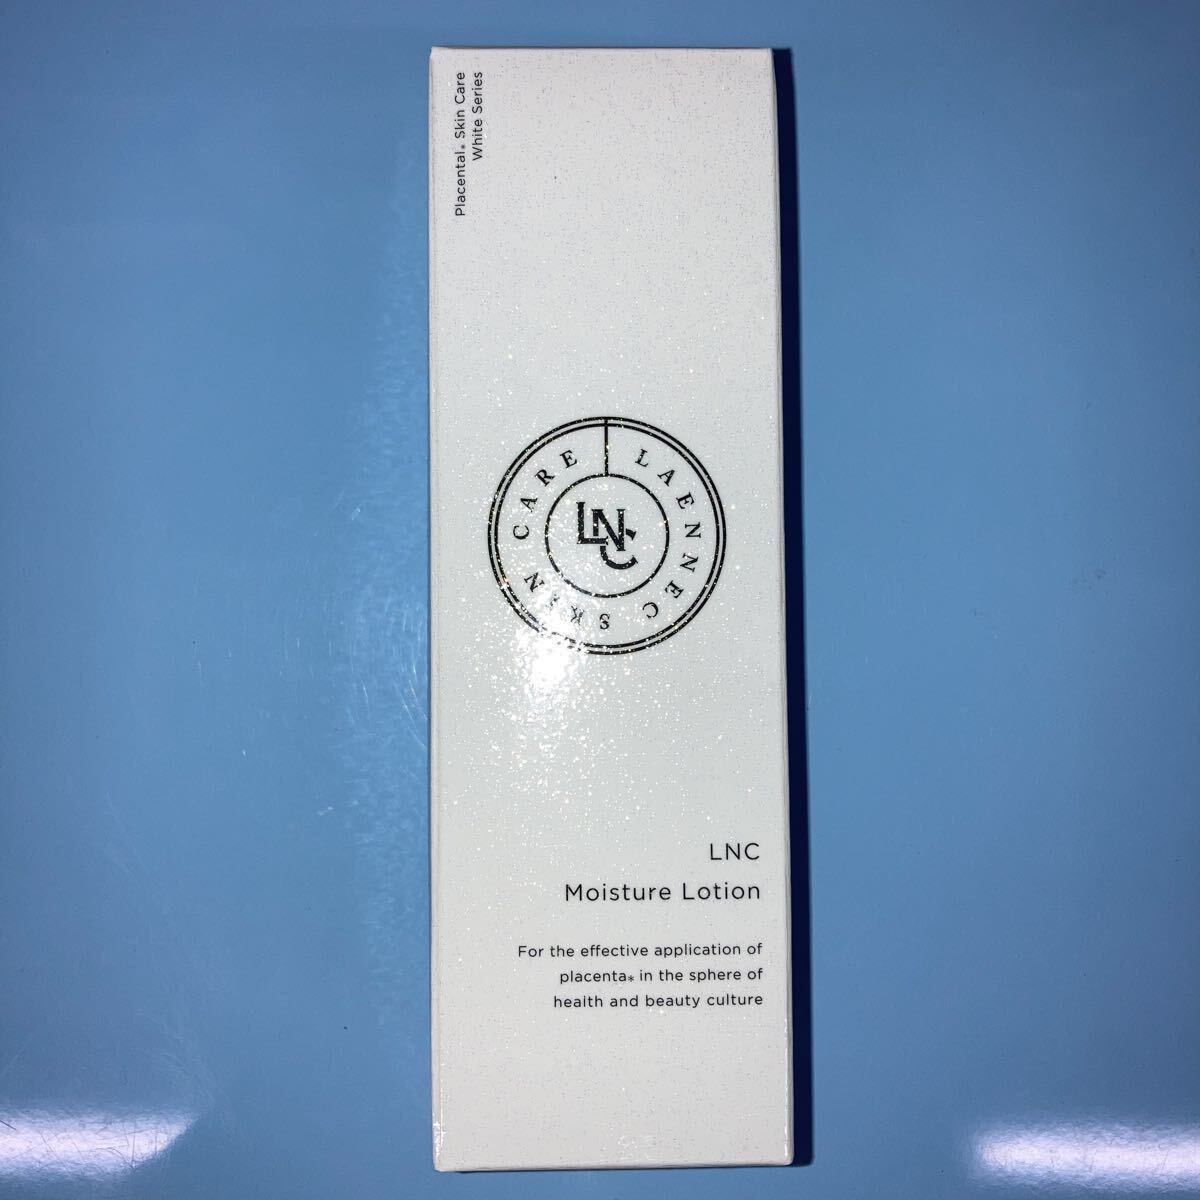 Placental* Skin Care
White Series
LAENNEC SKIN CARE
LNC
LNC
Moisture Lotion
For the effective application of
placenta* in the sphere of
health and beauty culture